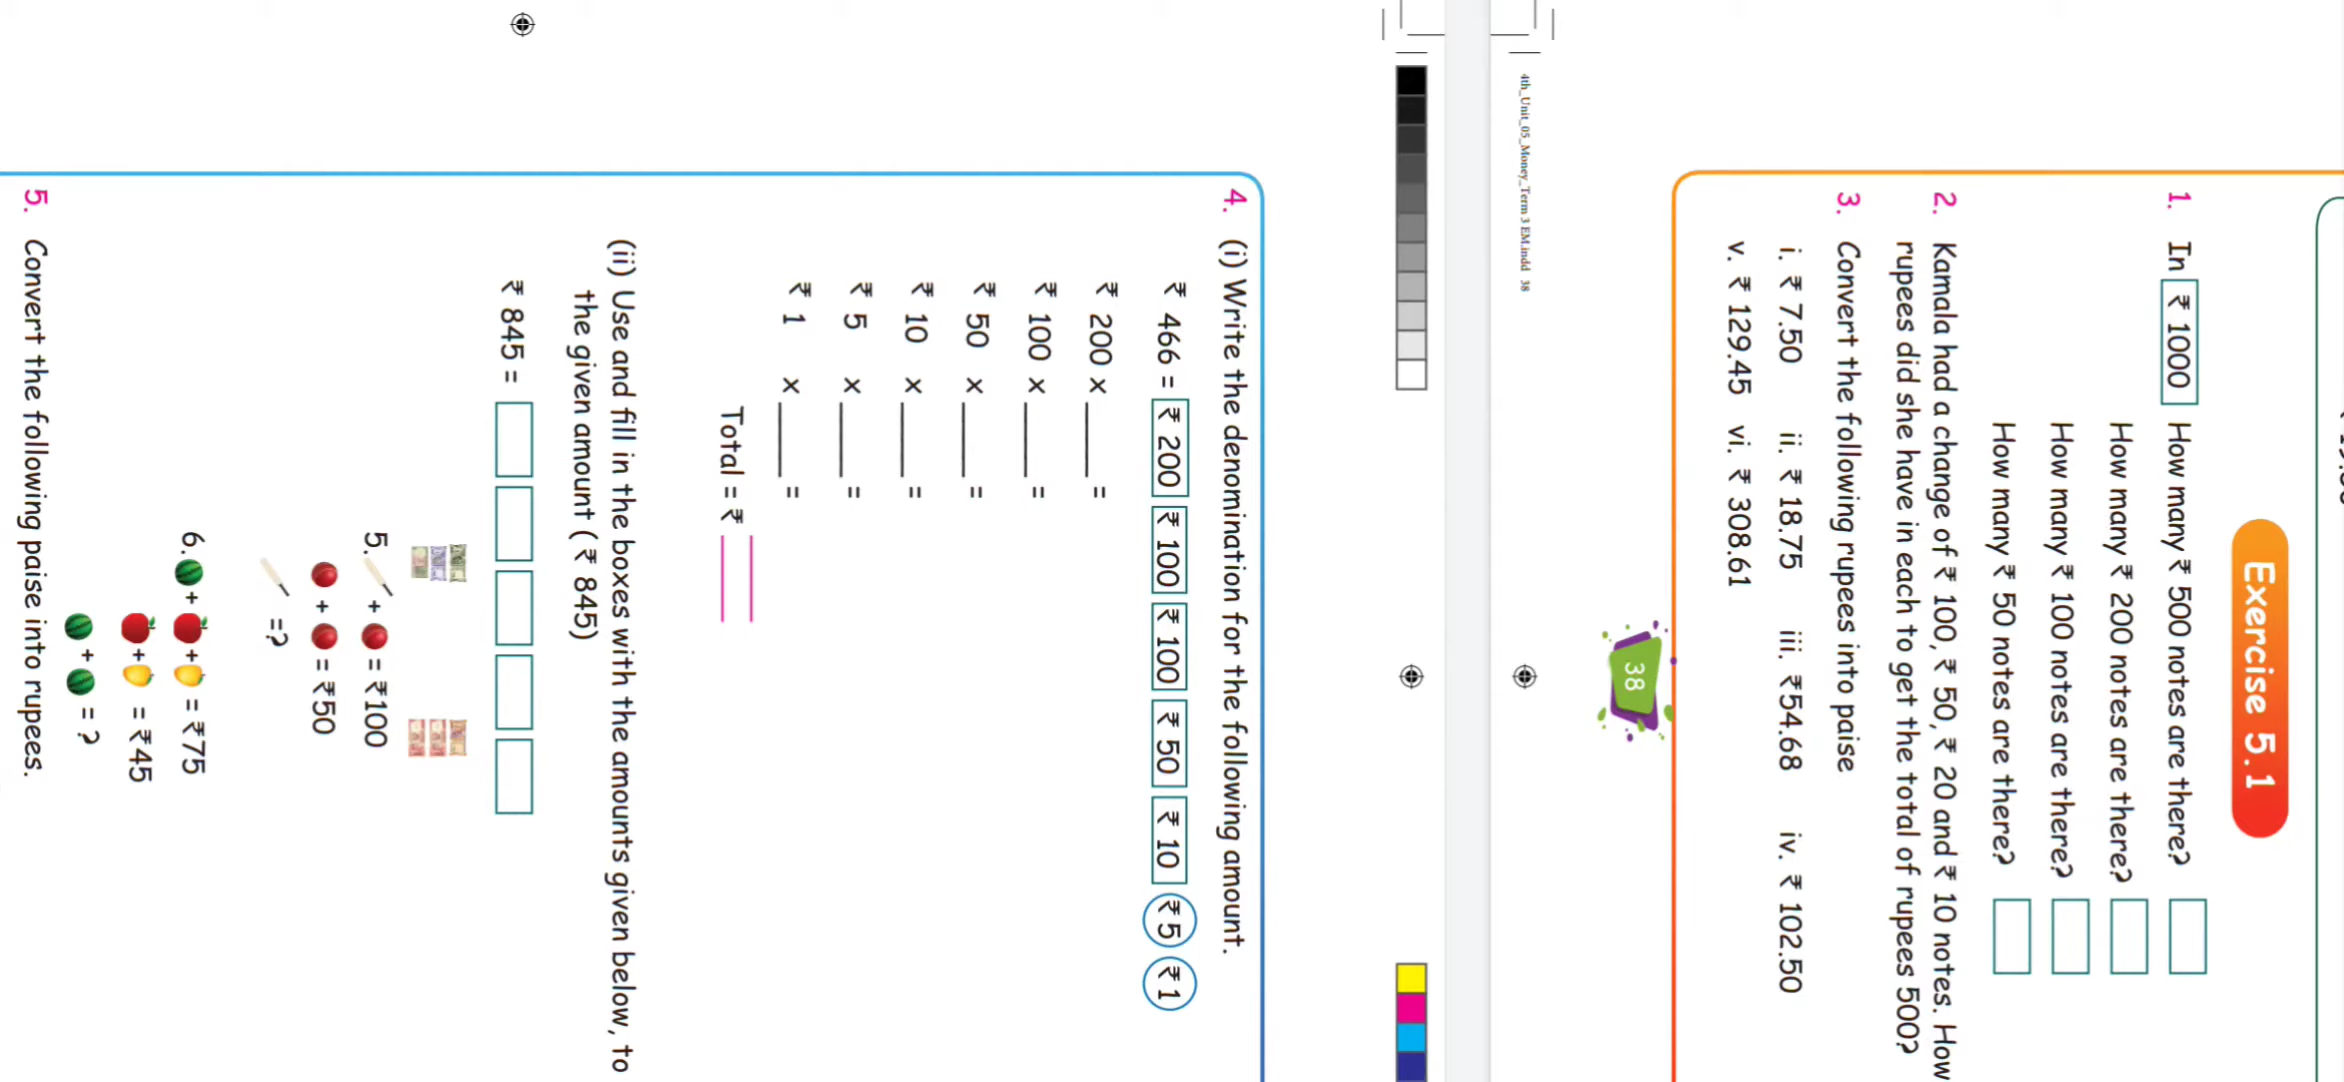 Exercise 5.1
1. In ₹ 1000 How many ₹ 500 notes are there?
How many ₹ 200 notes are there?
How many ₹ 100 notes are there?
How many ₹ 50 notes are there?
2. Kamala had a change of ₹ 100, ₹ 50, ₹ 20 and ₹ 10 notes. How
rupees did she have in each to get the total of rupees 500?
3. Convert the following rupees into paise
i. ₹ 7.50 ii. ₹ 18.75 iii. ₹54.68 iv. ₹ 102.50
v. ₹ 129.45 vi. ₹ 308.61
38
4th_Unit_05_Money_Term 3 EM.indd 38
4. (i) Write the denomination for the following amount.
₹ 466 = ₹ 200 ₹ 100 ₹ 100 ₹ 50 ₹ 10 ₹5 ₹1
₹ 200 x ____ =
₹ 100 x ____ =
₹ 50 x ____ =
₹ 10 x ____ =
₹ 5 x ____ =
₹ 1 x ____ =
Total = ₹
(ii) Use and fill in the boxes with the amounts given below, to
the given amount (₹ 845)
₹ 845 =
5. + = ₹100
+ = ₹50
=?
6. + + = ₹75
+ = ₹45
+ = ?
5. Convert the following paise into rupees.